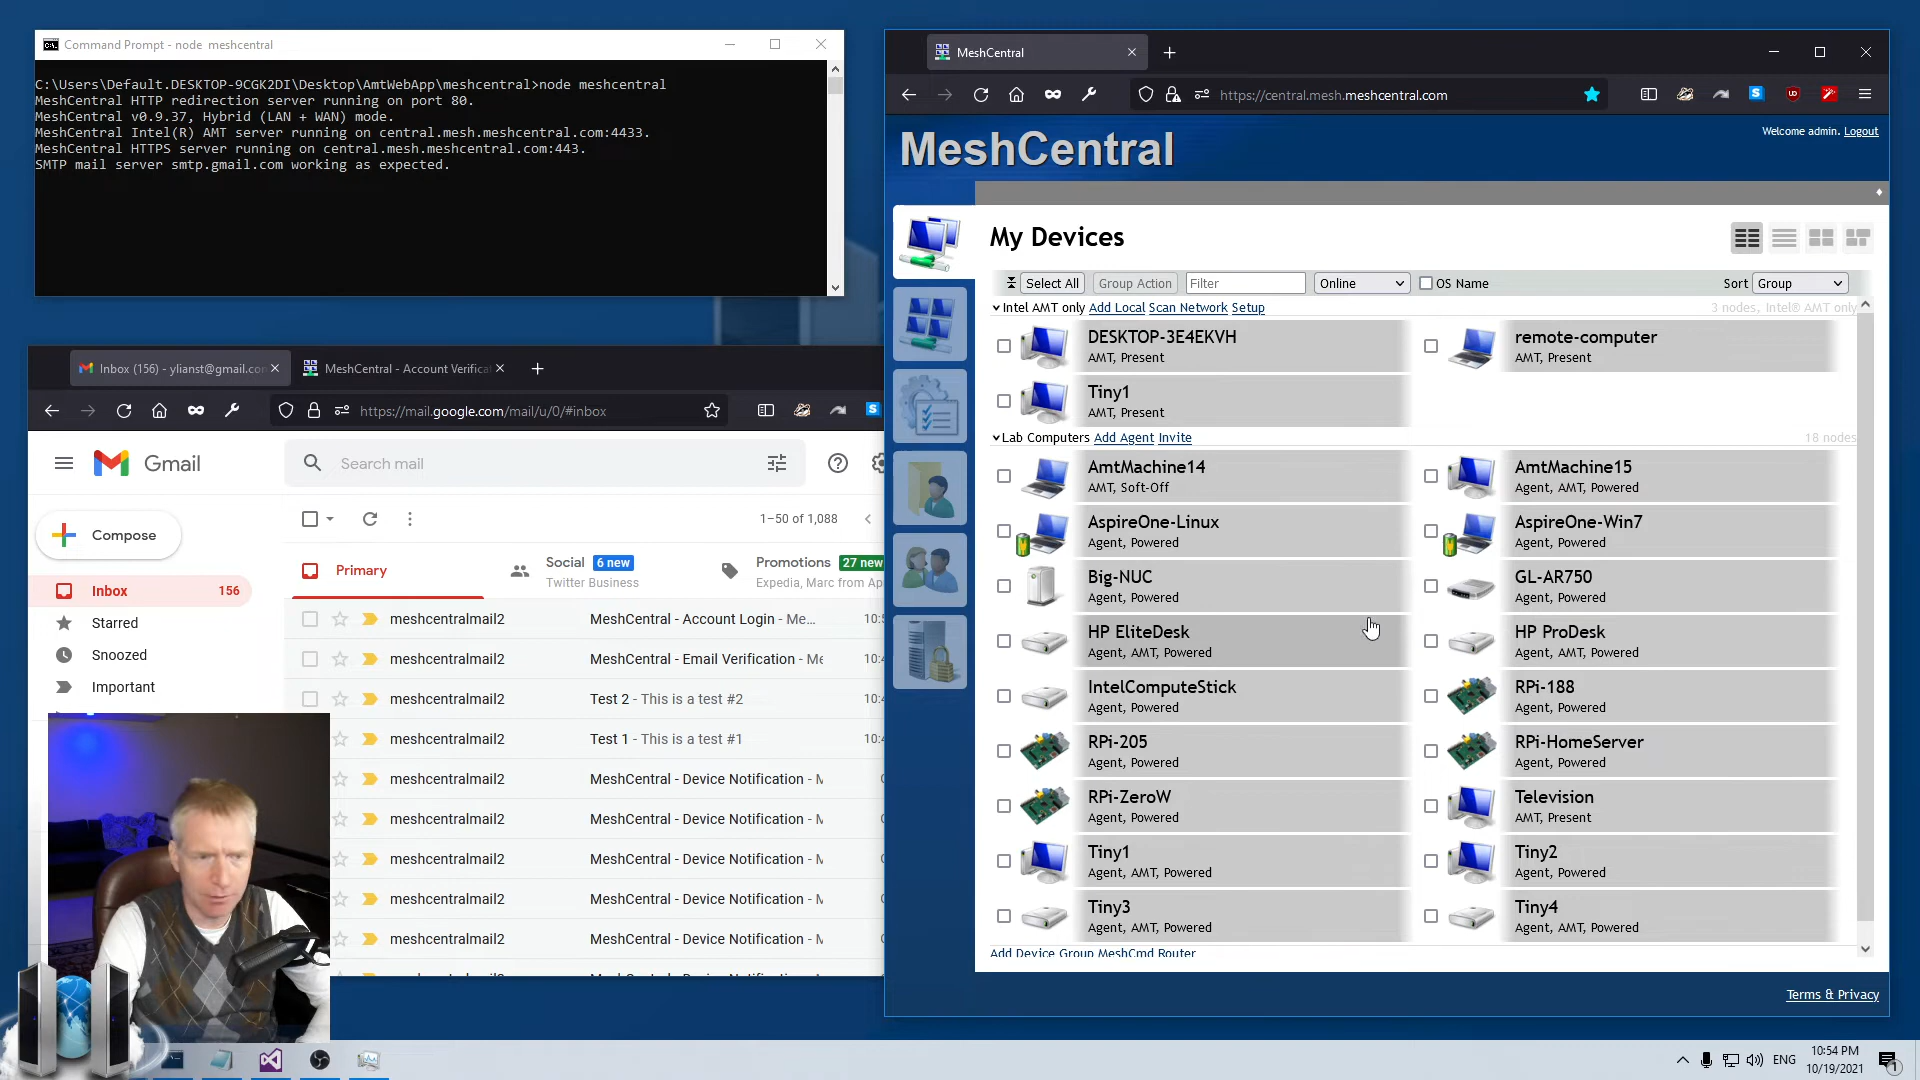 Command Prompt - node meshcentral
C:\Users\Default.DESKTOP-9CGK2DI\Desktop\AmtWebApp\meshcentral>node meshcentral
MeshCentral HTTP redirection server running on port 80.
MeshCentral v0.9.37, Hybrid (LAN + WAN) mode.
MeshCentral Intel(R) AMT server running on central.mesh.meshcentral.com:4433.
MeshCentral HTTPS server running on central.mesh.meshcentral.com:443.
SMTP mail server smtp.gmail.com working as expected.
Inbox (156) - ylianst@gmail.co
MeshCentral - Account Verifica
https://mail.google.com/mail/u/0/#inbox
Gmail
Search mail
Compose
1–50 of 1,088
Primary
Social 6 new
Twitter Business
Promotions 27 new
Expedia, Marc from Ap
Inbox 156
Starred
Snoozed
Important
meshcentralmail2 MeshCentral - Account Login - Me...
meshcentralmail2 MeshCentral - Email Verification - Me
meshcentralmail2 Test 2 - This is a test #2
meshcentralmail2 Test 1 - This is a test #1
meshcentralmail2 MeshCentral - Device Notification - M
meshcentralmail2 MeshCentral - Device Notification - M
meshcentralmail2 MeshCentral - Device Notification - M
meshcentralmail2 MeshCentral - Device Notification - M
meshcentralmail2 MeshCentral - Device Notification - M
MeshCentral
https://central.mesh.meshcentral.com
MeshCentral
Welcome admin. Logout
My Devices
Select All Group Action Filter Online OS Name Sort Group
Intel AMT only Add Local Scan Network Setup 3 nodes, Intel® AMT only
DESKTOP-3E4EKVH
AMT, Present
remote-computer
AMT, Present
Tiny1
AMT, Present
Lab Computers Add Agent Invite 18 nodes
AmtMachine14
AMT, Soft-Off
AmtMachine15
Agent, AMT, Powered
AspireOne-Linux
Agent, Powered
AspireOne-Win7
Agent, Powered
Big-NUC
Agent, Powered
GL-AR750
Agent, Powered
HP EliteDesk
Agent, AMT, Powered
HP ProDesk
Agent, AMT, Powered
IntelComputeStick
Agent, Powered
RPi-188
Agent, Powered
RPi-205
Agent, Powered
RPi-HomeServer
Agent, Powered
RPi-ZeroW
Agent, Powered
Television
AMT, Present
Tiny1
Agent, AMT, Powered
Tiny2
Agent, Powered
Tiny3
Agent, AMT, Powered
Tiny4
Agent, AMT, Powered
Add Device Group MeshCmd Router
Terms & Privacy
ENG
10:54 PM
10/19/2021
1